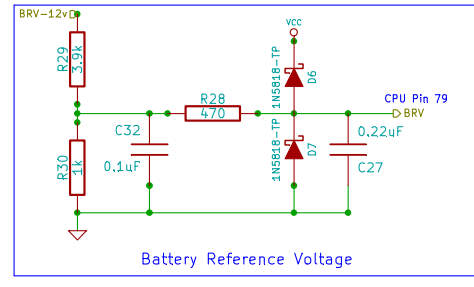 BRV-12v
R29
3.9k
VCC
1N5818-TP
D6
R28
470
CPU Pin 79
BRV
C32
0.1uF
R30
1k
1N5818-TP
D7
0.22uF
C27
Battery Reference Voltage